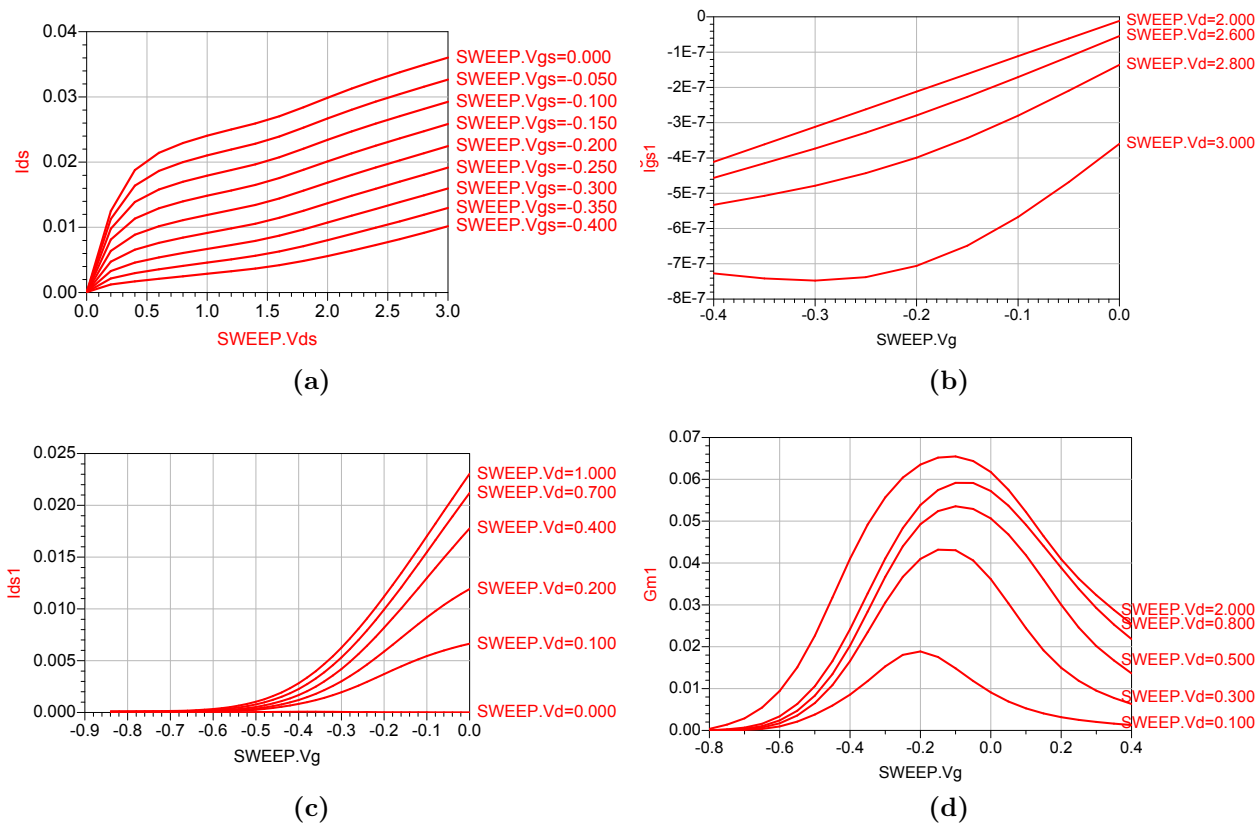 0.04
0.03
0.02
0.01
0.00
Ids
0.0
0.5
1.0
1.5
2.0
2.5
3.0
SWEEP.Vds
SWEEP.Vgs=0.000
SWEEP.Vgs=-0.050
SWEEP.Vgs=-0.100
SWEEP.Vgs=-0.150
SWEEP.Vgs=-0.200
SWEEP.Vgs=-0.250
SWEEP.Vgs=-0.300
SWEEP.Vgs=-0.350
SWEEP.Vgs=-0.400
(a)
0
-1E-7
-2E-7
-3E-7
-4E-7
-5E-7
-6E-7
-7E-7
-8E-7
Iğs1
-0.4
-0.3
-0.2
-0.1
0.0
SWEEP.Vg
SWEEP.Vd=2.000
SWEEP.Vd=2.600
SWEEP.Vd=2.800
SWEEP.Vd=3.000
(b)
0.025
0.020
0.015
0.010
0.005
0.000
Ids1
-0.9
-0.8
-0.7
-0.6
-0.5
-0.4
-0.3
-0.2
-0.1
0.0
SWEEP.Vg
SWEEP.Vd=1.000
SWEEP.Vd=0.700
SWEEP.Vd=0.400
SWEEP.Vd=0.200
SWEEP.Vd=0.100
SWEEP.Vd=0.000
(c)
0.07
0.06
0.05
0.04
0.03
0.02
0.01
0.00
Gm1
-0.8
-0.6
-0.4
-0.2
0.0
0.2
0.4
SWEEP.Vg
SWEEP.Vd=2.000
SWEEP.Vd=0.800
SWEEP.Vd=0.500
SWEEP.Vd=0.300
SWEEP.Vd=0.100
(d)